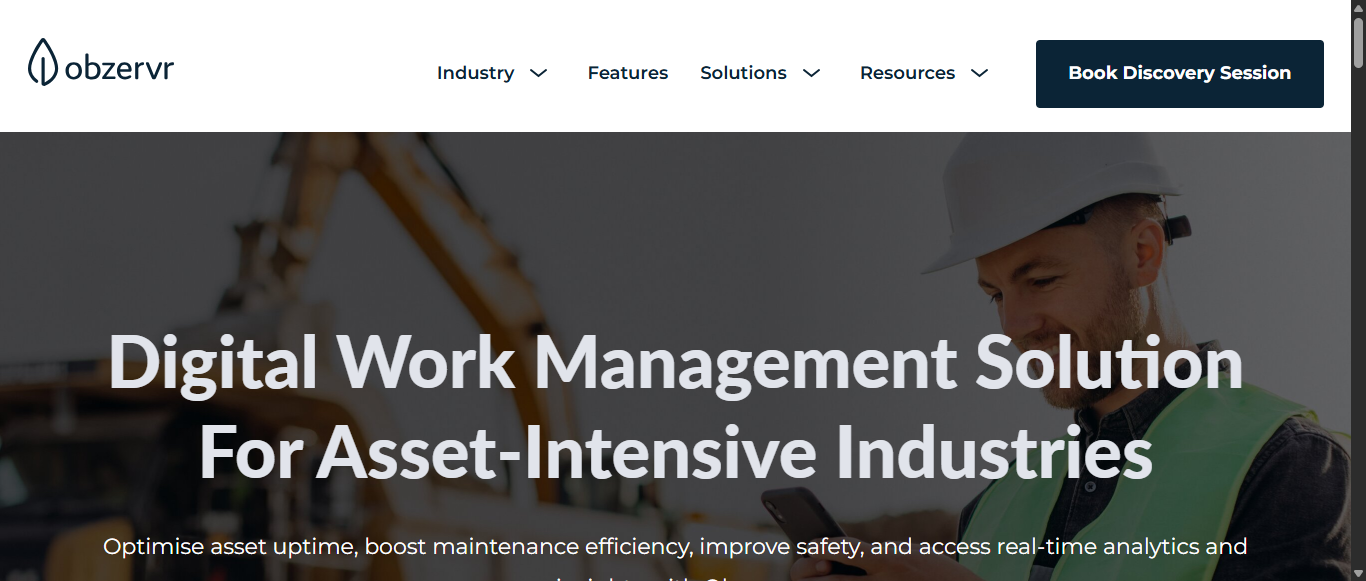 obzervr
Industry
Features
Solutions
Resources
Book Discovery Session
Digital Work Management Solution
For Asset-Intensive Industries
Optimise asset uptime, boost maintenance efficiency, improve safety, and access real-time analytics and